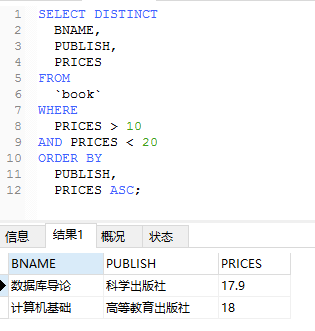 1 SELECT DISTINCT
2 BNAME,
3 PUBLISH,
4 PRICES
5 FROM
6 `book`
7 WHERE
8 PRICES > 10
9 AND PRICES < 20
10 ORDER BY
11 PUBLISH,
12 PRICES ASC;
信息 结果1 概况 状态
BNAME PUBLISH PRICES
数据库导论 科学出版社 17.9
计算机基础 高等教育出版社 18